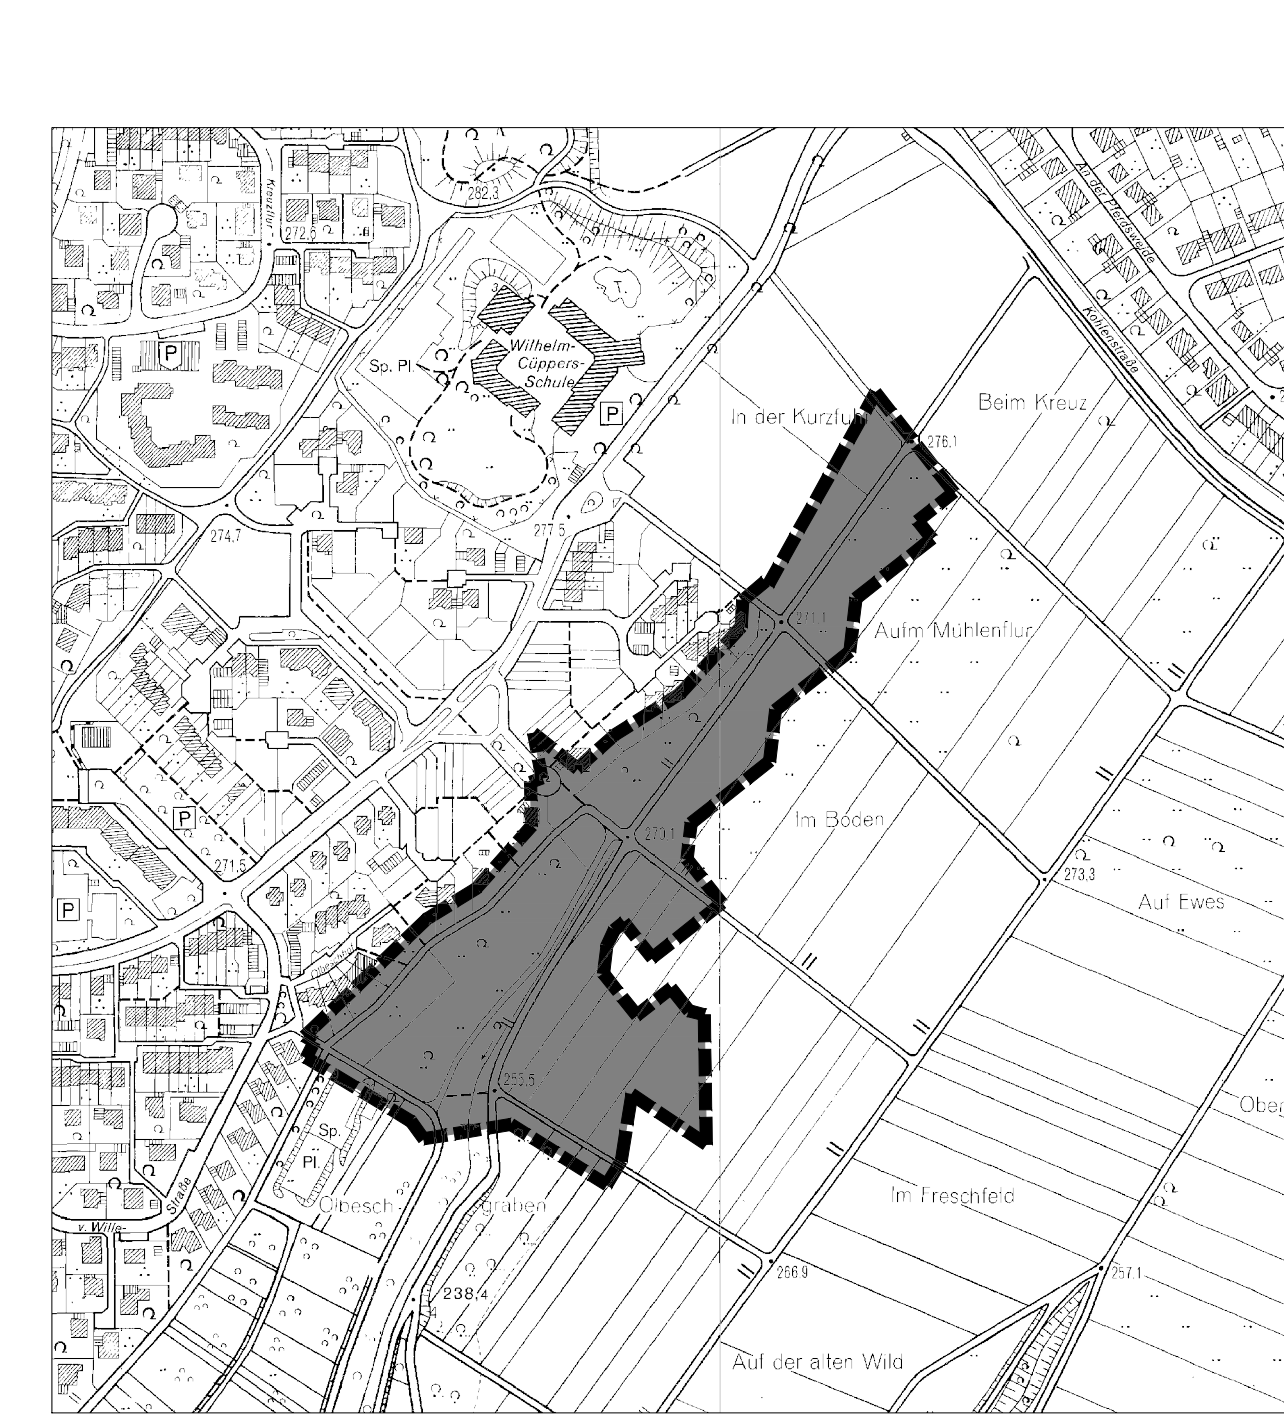 282,3
Kreuzflur
272,6
An der Pferdsweide
Kohlenstraße
P
Wilhelm-
Cüppers-
Schule
Sp. Pl.
P
In der Kurzflur
Beim Kreuz
276.1
277,5
274,7
271,1
Aufm Mühlenflur
P
Im Boden
270.1
271,5
273,3
P
Auf Ewes
263,5
Sp.
Pl.
Straße
v. Wille-
Olbesch
graben
Im Freschfeld
266.9
257.1
238,4
Auf der alten Wild